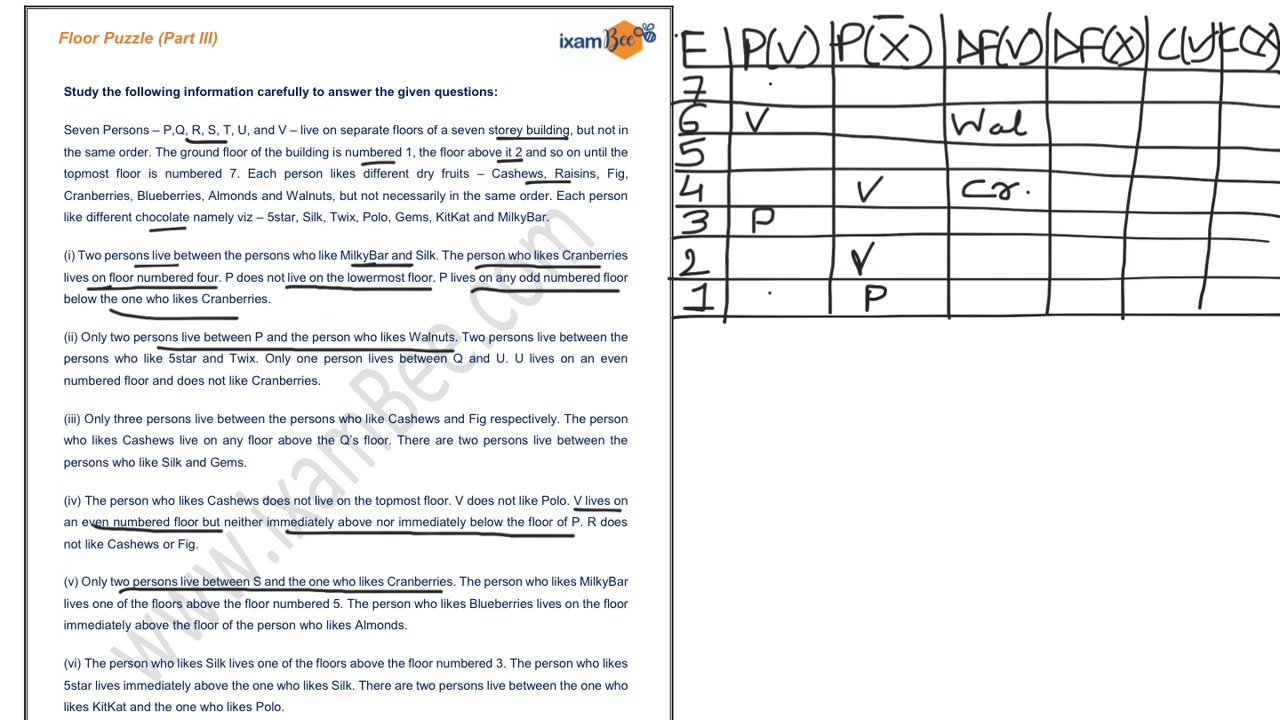 Floor Puzzle (Part III)
ixamBee
Study the following information carefully to answer the given questions:
Seven Persons – P,Q, R, S, T, U, and V – live on separate floors of a seven storey building, but not in
the same order. The ground floor of the building is numbered 1, the floor above it 2 and so on until the
topmost floor is numbered 7. Each person likes different dry fruits – Cashews, Raisins, Fig,
Cranberries, Blueberries, Almonds and Walnuts, but not necessarily in the same order. Each person
like different chocolate namely viz – 5star, Silk, Twix, Polo, Gems, KitKat and MilkyBar.
(i) Two persons live between the persons who like MilkyBar and Silk. The person who likes Cranberries
lives on floor numbered four. P does not live on the lowermost floor. P lives on any odd numbered floor
below the one who likes Cranberries.
(ii) Only two persons live between P and the person who likes Walnuts. Two persons live between the
persons who like 5star and Twix. Only one person lives between Q and U. U lives on an even
numbered floor and does not like Cranberries.
(iii) Only three persons live between the persons who like Cashews and Fig respectively. The person
who likes Cashews live on any floor above the Q's floor. There are two persons live between the
persons who like Silk and Gems.
(iv) The person who likes Cashews does not live on the topmost floor. V does not like Polo. V lives on
an even numbered floor but neither immediately above nor immediately below the floor of P. R does
not like Cashews or Fig.
(v) Only two persons live between S and the one who likes Cranberries. The person who likes MilkyBar
lives one of the floors above the floor numbered 5. The person who likes Blueberries lives on the floor
immediately above the floor of the person who likes Almonds.
(vi) The person who likes Silk lives one of the floors above the floor numbered 3. The person who likes
5star lives immediately above the one who likes Silk. There are two persons live between the one who
likes KitKat and the one who likes Polo.
www.ixamBee.com
F P(V) P(X) DF(V) DF(X) C(V) C(X)
7
6 V Wal
5
4 V Cr.
3 P
2 V
1 P